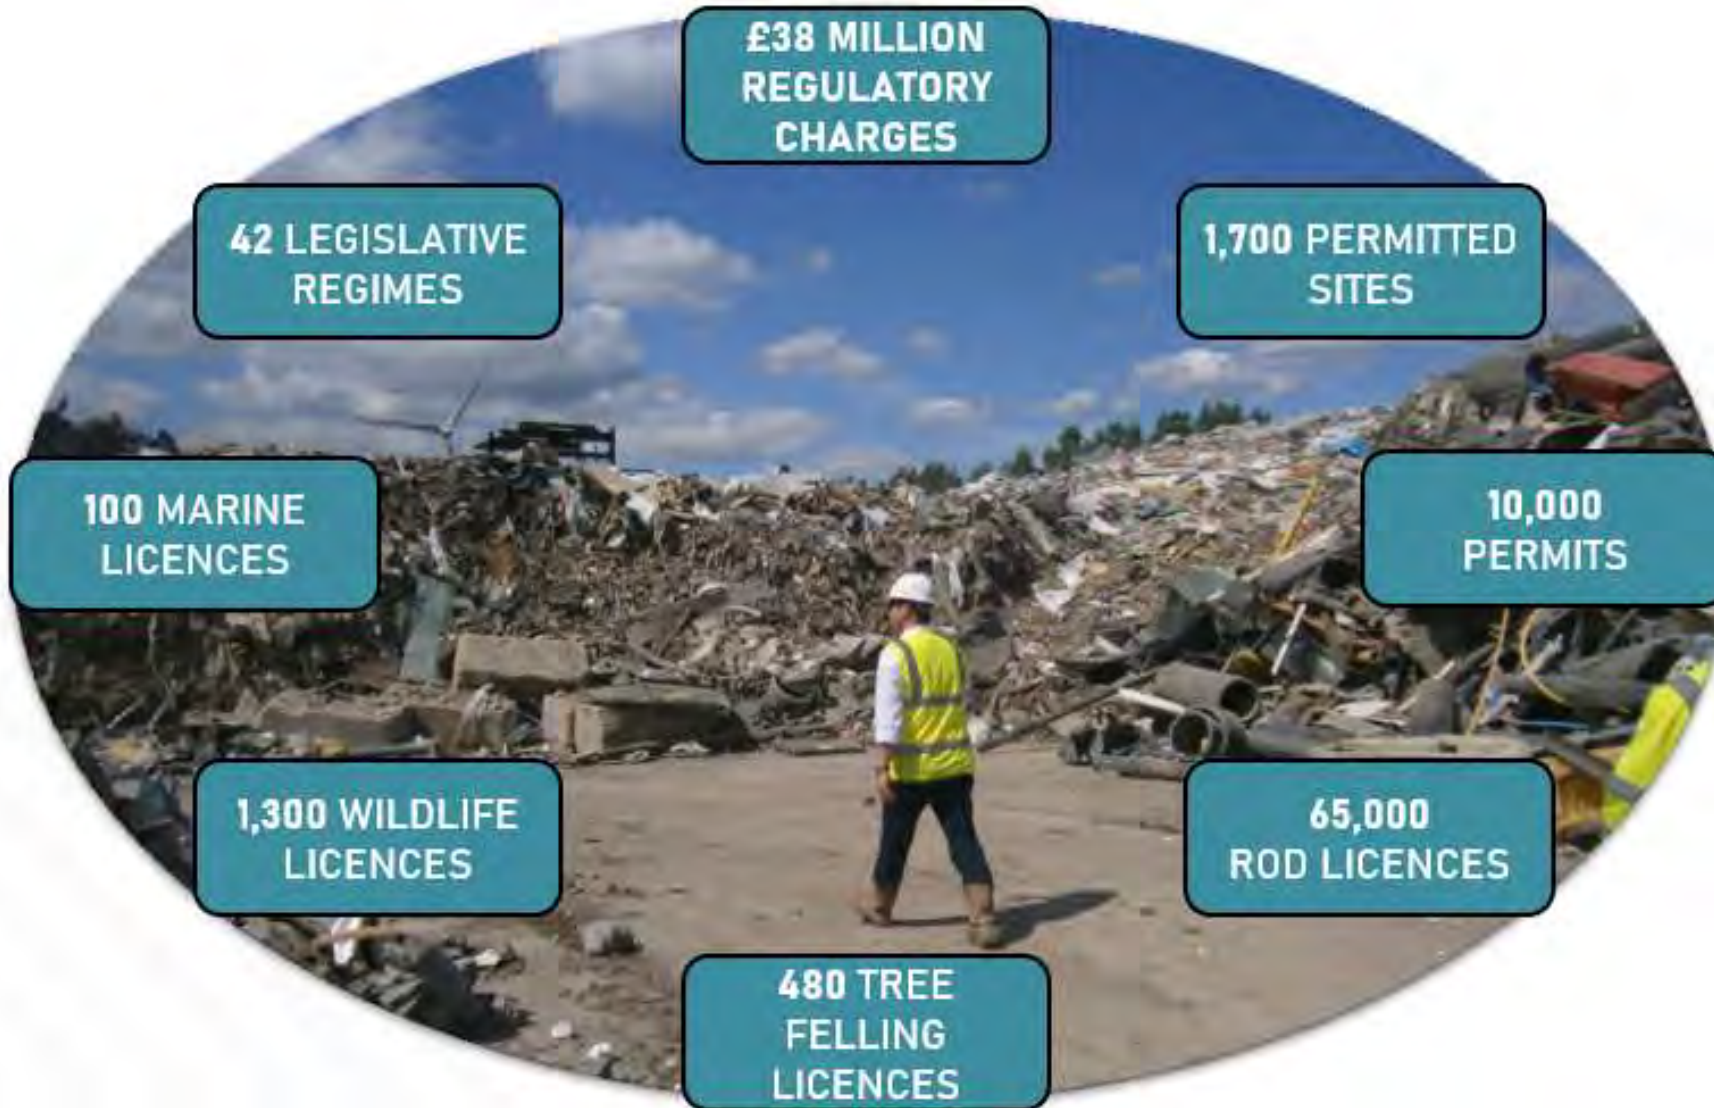 £38 MILLION
REGULATORY
CHARGES
42 LEGISLATIVE
REGIMES
1,700 PERMITTED
SITES
100 MARINE
LICENCES
10,000
PERMITS
1,300 WILDLIFE
LICENCES
65,000
ROD LICENCES
480 TREE
FELLING
LICENCES